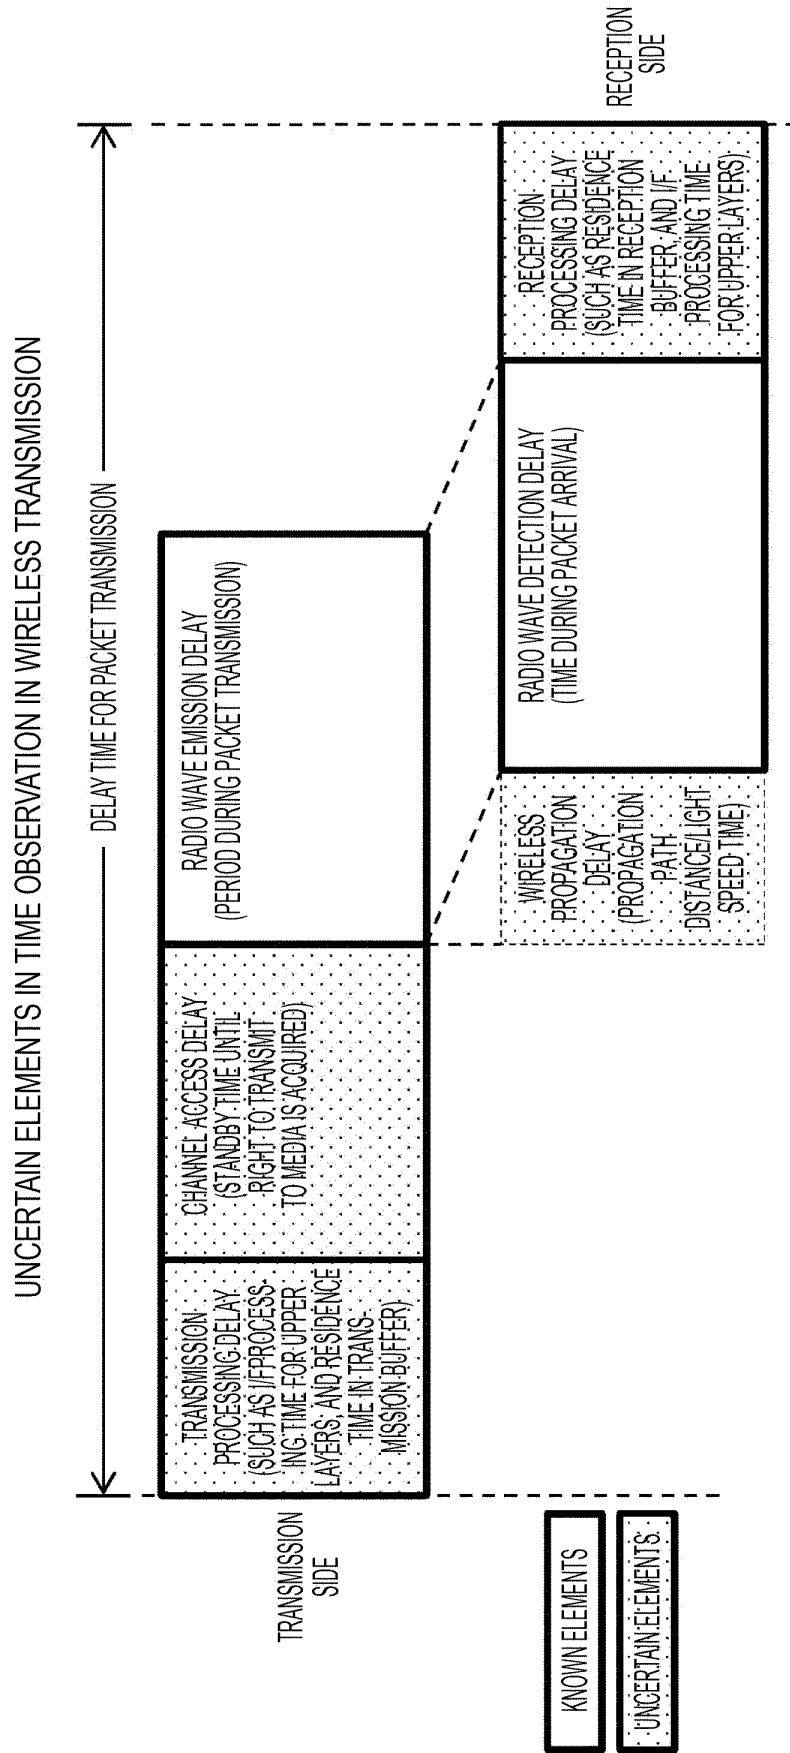 UNCERTAIN ELEMENTS IN TIME OBSERVATION IN WIRELESS TRANSMISSION
DELAY TIME FOR PACKET TRANSMISSION
TRANSMISSION
SIDE
TRANSMISSION
PROCESSING DELAY
(SUCH AS I/FPROCESS-
ING TIME FOR UPPER
LAYERS, AND RESIDENCE
TIME IN TRANS-
MISSION BUFFER)
CHANNEL ACCESS DELAY
(STANDBY TIME UNTIL
RIGHT TO TRANSMIT
TO MEDIA IS ACQUIRED)
RADIO WAVE EMISSION DELAY
(PERIOD DURING PACKET TRANSMISSION)
WIRELESS
PROPAGATION
DELAY
(PROPAGATION
PATH
DISTANCE/LIGHT
SPEED TIME)
RADIO WAVE DETECTION DELAY
(TIME DURING PACKET ARRIVAL)
RECEPTION
PROCESSING DELAY
(SUCH AS RESIDENCE
TIME IN RECEPTION
BUFFER, AND I/F
PROCESSING TIME
FOR UPPER LAYERS)
RECEPTION
SIDE
KNOWN ELEMENTS
UNCERTAIN ELEMENTS